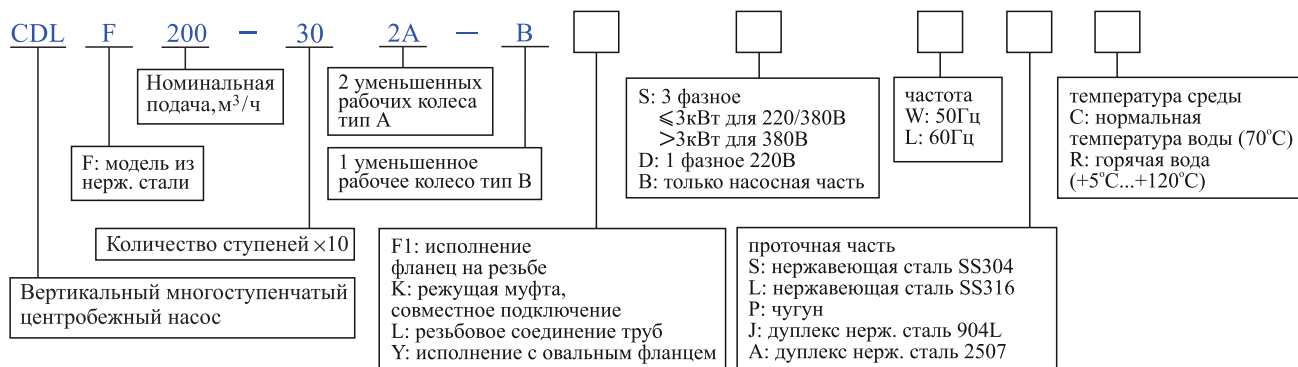 CDL F 200 – 30 2A – B
Номинальная
подача, м³/ч
2 уменьшенных
рабочих колеса
тип А
S: 3 фазное
⩽3кВт для 220/380В
>3кВт для 380В
D: 1 фазное 220В
B: только насосная часть
частота
W: 50Гц
L: 60Гц
температура среды
C: нормальная
температура воды (70°C)
R: горячая вода
(+5°C...+120°C)
F: модель из
нерж. стали
1 уменьшенное
рабочее колесо тип В
Количество ступеней ×10
F1: исполнение
фланец на резьбе
K: режущая муфта,
совместное подключение
L: резьбовое соединение труб
Y: исполнение с овальным фланцем
проточная часть
S: нержавеющая сталь SS304
L: нержавеющая сталь SS316
P: чугун
J: дуплекс нерж. сталь 904L
A: дуплекс нерж. сталь 2507
Вертикальный многоступенчатый
центробежный насос